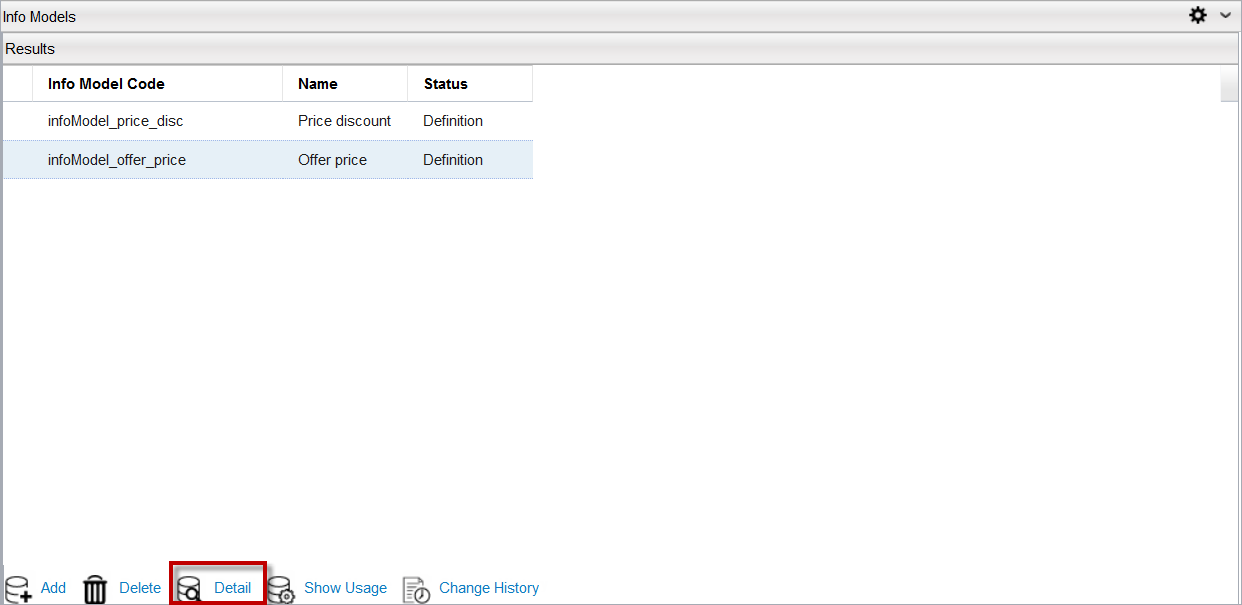 Info Models
Results
Info Model Code Name Status
infoModel_price_disc Price discount Definition
infoModel_offer_price Offer price Definition
Add Delete Detail Show Usage Change History